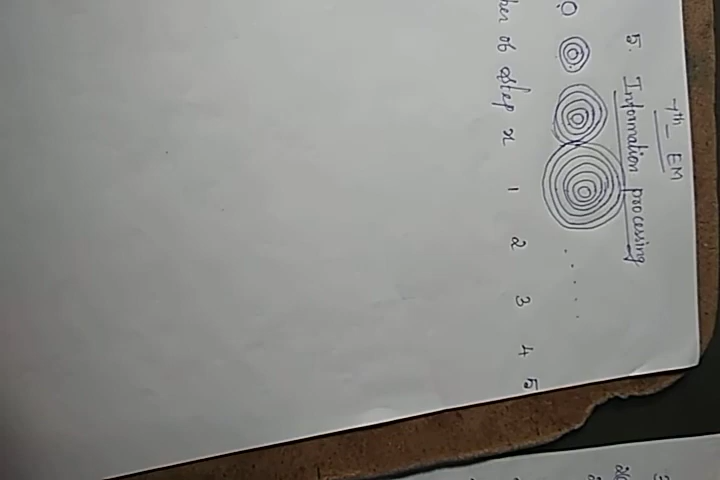 7th - EM
5. Information processing
. . . . . .
of step x 1 2 3 4 5